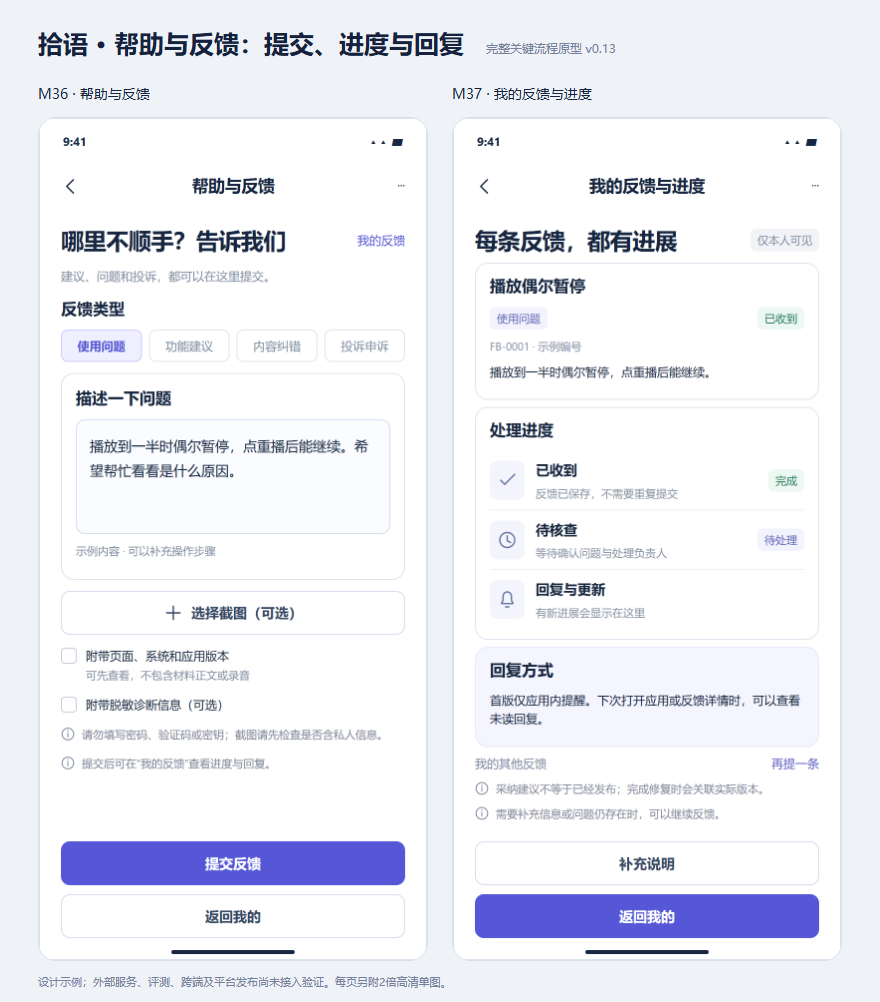 拾语 · 帮助与反馈：提交、进度与回复 完整关键流程原型 v0.13
M36 · 帮助与反馈
9:41
帮助与反馈
哪里不顺手？告诉我们 我的反馈
建议、问题和投诉，都可以在这里提交。
反馈类型
使用问题 功能建议 内容纠错 投诉申诉
描述一下问题
播放到一半时偶尔暂停，点重播后能继续。希
望帮忙看看是什么原因。
示例内容 · 可以补充操作步骤
选择截图（可选）
附带页面、系统和应用版本
可先查看，不包含材料正文或录音
附带脱敏诊断信息（可选）
请勿填写密码、验证码或密钥；截图请先检查是否含私人信息。
提交后可在“我的反馈”查看进度与回复。
提交反馈
返回我的
M37 · 我的反馈与进度
9:41
我的反馈与进度
每条反馈，都有进展 仅本人可见
播放偶尔暂停
使用问题 已收到
FB-0001 · 示例编号
播放到一半时偶尔暂停，点重播后能继续。
处理进度
已收到
反馈已保存，不需要重复提交
完成
待核查
等待确认问题与处理负责人
待处理
回复与更新
有新进展会显示在这里
回复方式
首版仅应用内提醒。下次打开应用或反馈详情时，可以查看
未读回复。
我的其他反馈 再提一条
采纳建议不等于已经发布；完成修复时会关联实际版本。
需要补充信息或问题仍存在时，可以继续反馈。
补充说明
返回我的
设计示例；外部服务、评测、跨端及平台发布尚未接入验证。每页另附2倍高清单图。